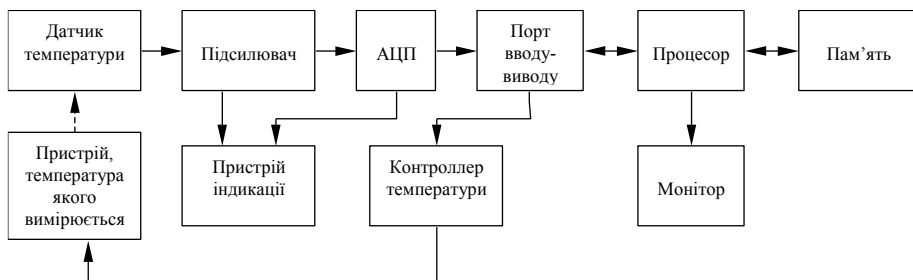 Датчик
температури
Підсилювач
АЦП
Порт
вводу-
виводу
Процесор
Пам’ять
Пристрій,
температура
якого
вимірюється
Пристрій
індикації
Контроллер
температури
Монітор